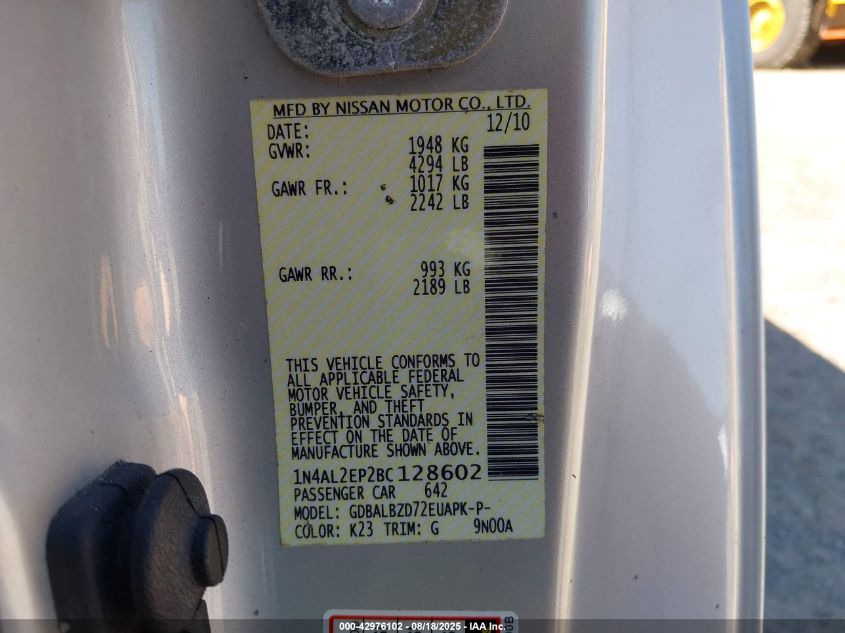 MFD BY NISSAN MOTOR CO., LTD.
DATE: 12/10
GVWR: 1948 KG
4294 LB
GAWR FR.: 1017 KG
2242 LB
GAWR RR.: 993 KG
2189 LB
THIS VEHICLE CONFORMS TO
ALL APPLICABLE FEDERAL
MOTOR VEHICLE SAFETY,
BUMPER, AND THEFT
PREVENTION STANDARDS IN
EFFECT ON THE DATE OF
MANUFACTURE SHOWN ABOVE.
1N4AL2EP2BC128602
PASSENGER CAR 642
MODEL: GDBALBZD72EUAPK-P-
COLOR: K23 TRIM: G 9N00A
000-42976102 - 08/18/2025 - IAA Inc.